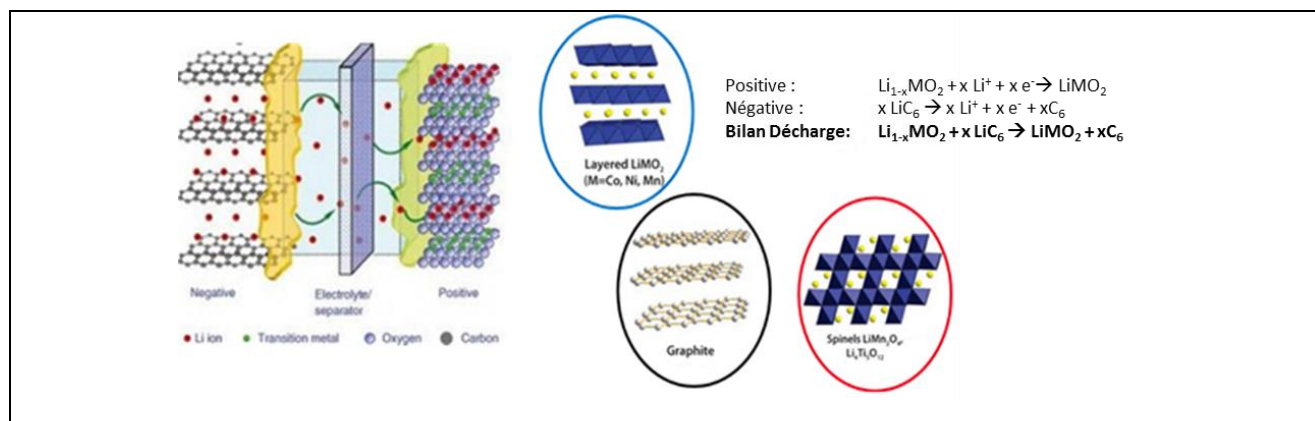 Negative
Electrolyte/
separator
Positive
Li ion
Transition metal
Oxygen
Carbon
Layered LiMO₂
(M=Co, Ni, Mn)
Graphite
Spinels LiMn₂O₄,
Li₄Ti₅O₁₂
Positive : Li₁₋ₓMO₂ + x Li⁺ + x e⁻→ LiMO₂
Négative : x LiC₆ → x Li⁺ + x e⁻ + xC₆
Bilan Décharge: Li₁₋ₓMO₂ + x LiC₆ → LiMO₂ + xC₆